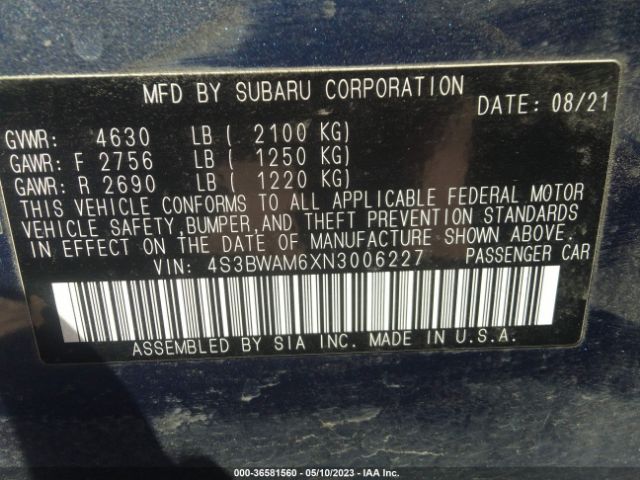 MFD BY SUBARU CORPORATION
DATE: 08/21
GVWR: 4630 LB ( 2100 KG)
GAWR: F 2756 LB ( 1250 KG)
GAWR: R 2690 LB ( 1220 KG)
THIS VEHICLE CONFORMS TO ALL APPLICABLE FEDERAL MOTOR
VEHICLE SAFETY,BUMPER,AND THEFT PREVENTION STANDARDS
IN EFFECT ON THE DATE OF MANUFACTURE SHOWN ABOVE.
VIN: 4S3BWAM6XN3006227 PASSENGER CAR
ASSEMBLED BY SIA INC. MADE IN U.S.A.
000-36581560 - 05/10/2023 - IAA Inc.